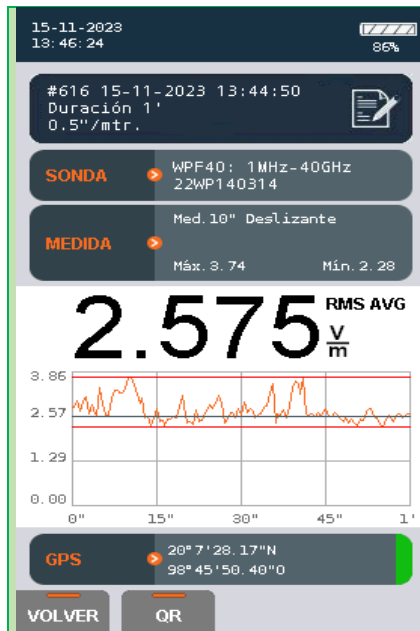 15-11-2023
13:46:24
86%
#616 15-11-2023 13:44:50
Duración 1'
0.5"/mtr.
SONDA
WPF40: 1MHz-40GHz
22WP140314
MEDIDA
Med.10" Deslizante
Máx.3.74 Mín.2.28
2.575 RMS AVG V/m
3.86
2.57
1.29
0.00
0" 15" 30" 45" 1'
GPS
20°7'28.17"N
98°45'50.40"O
VOLVER QR